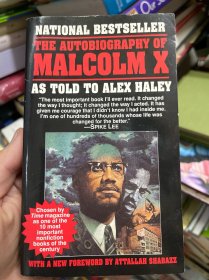 NATIONAL BESTSELLER
THE AUTOBIOGRAPHY OF
MALCOLM X
AS TOLD TO ALEX HALEY
"The most important book I'll ever read. It changed
the way I thought; it changed the way I acted. It has
given me courage that I didn't know I had inside me.
I'm one of hundreds of thousands whose life was
changed for the better."
—SPIKE LEE
Chosen by
Time magazine
as one of the
10 most
important
nonfiction
books of the
century
WITH A NEW FOREWORD BY ATTALLAH SHABAZZ